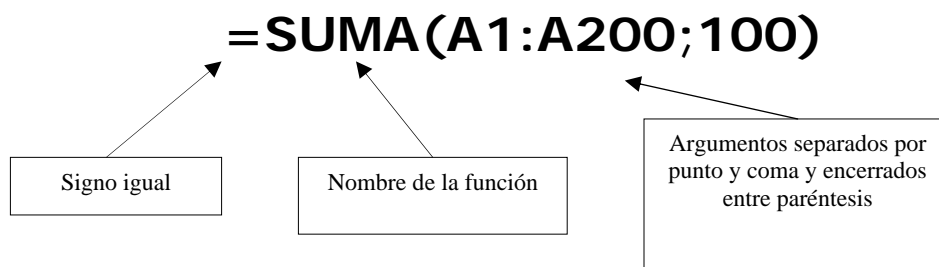 =SUMA(A1:A200;100)
Signo igual
Nombre de la función
Argumentos separados por
punto y coma y encerrados
entre paréntesis